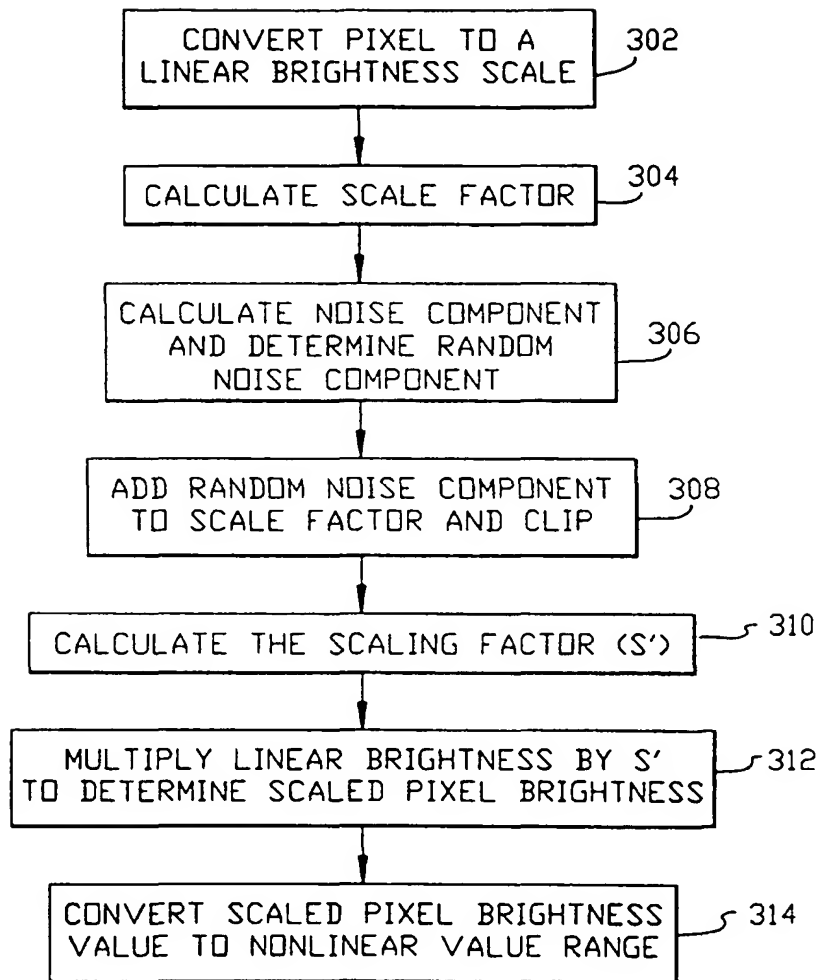 CONVERT PIXEL TO A
LINEAR BRIGHTNESS SCALE
302
CALCULATE SCALE FACTOR
304
CALCULATE NOISE COMPONENT
AND DETERMINE RANDOM
NOISE COMPONENT
306
ADD RANDOM NOISE COMPONENT
TO SCALE FACTOR AND CLIP
308
CALCULATE THE SCALING FACTOR (S')
310
MULTIPLY LINEAR BRIGHTNESS BY S'
TO DETERMINE SCALED PIXEL BRIGHTNESS
312
CONVERT SCALED PIXEL BRIGHTNESS
VALUE TO NONLINEAR VALUE RANGE
314